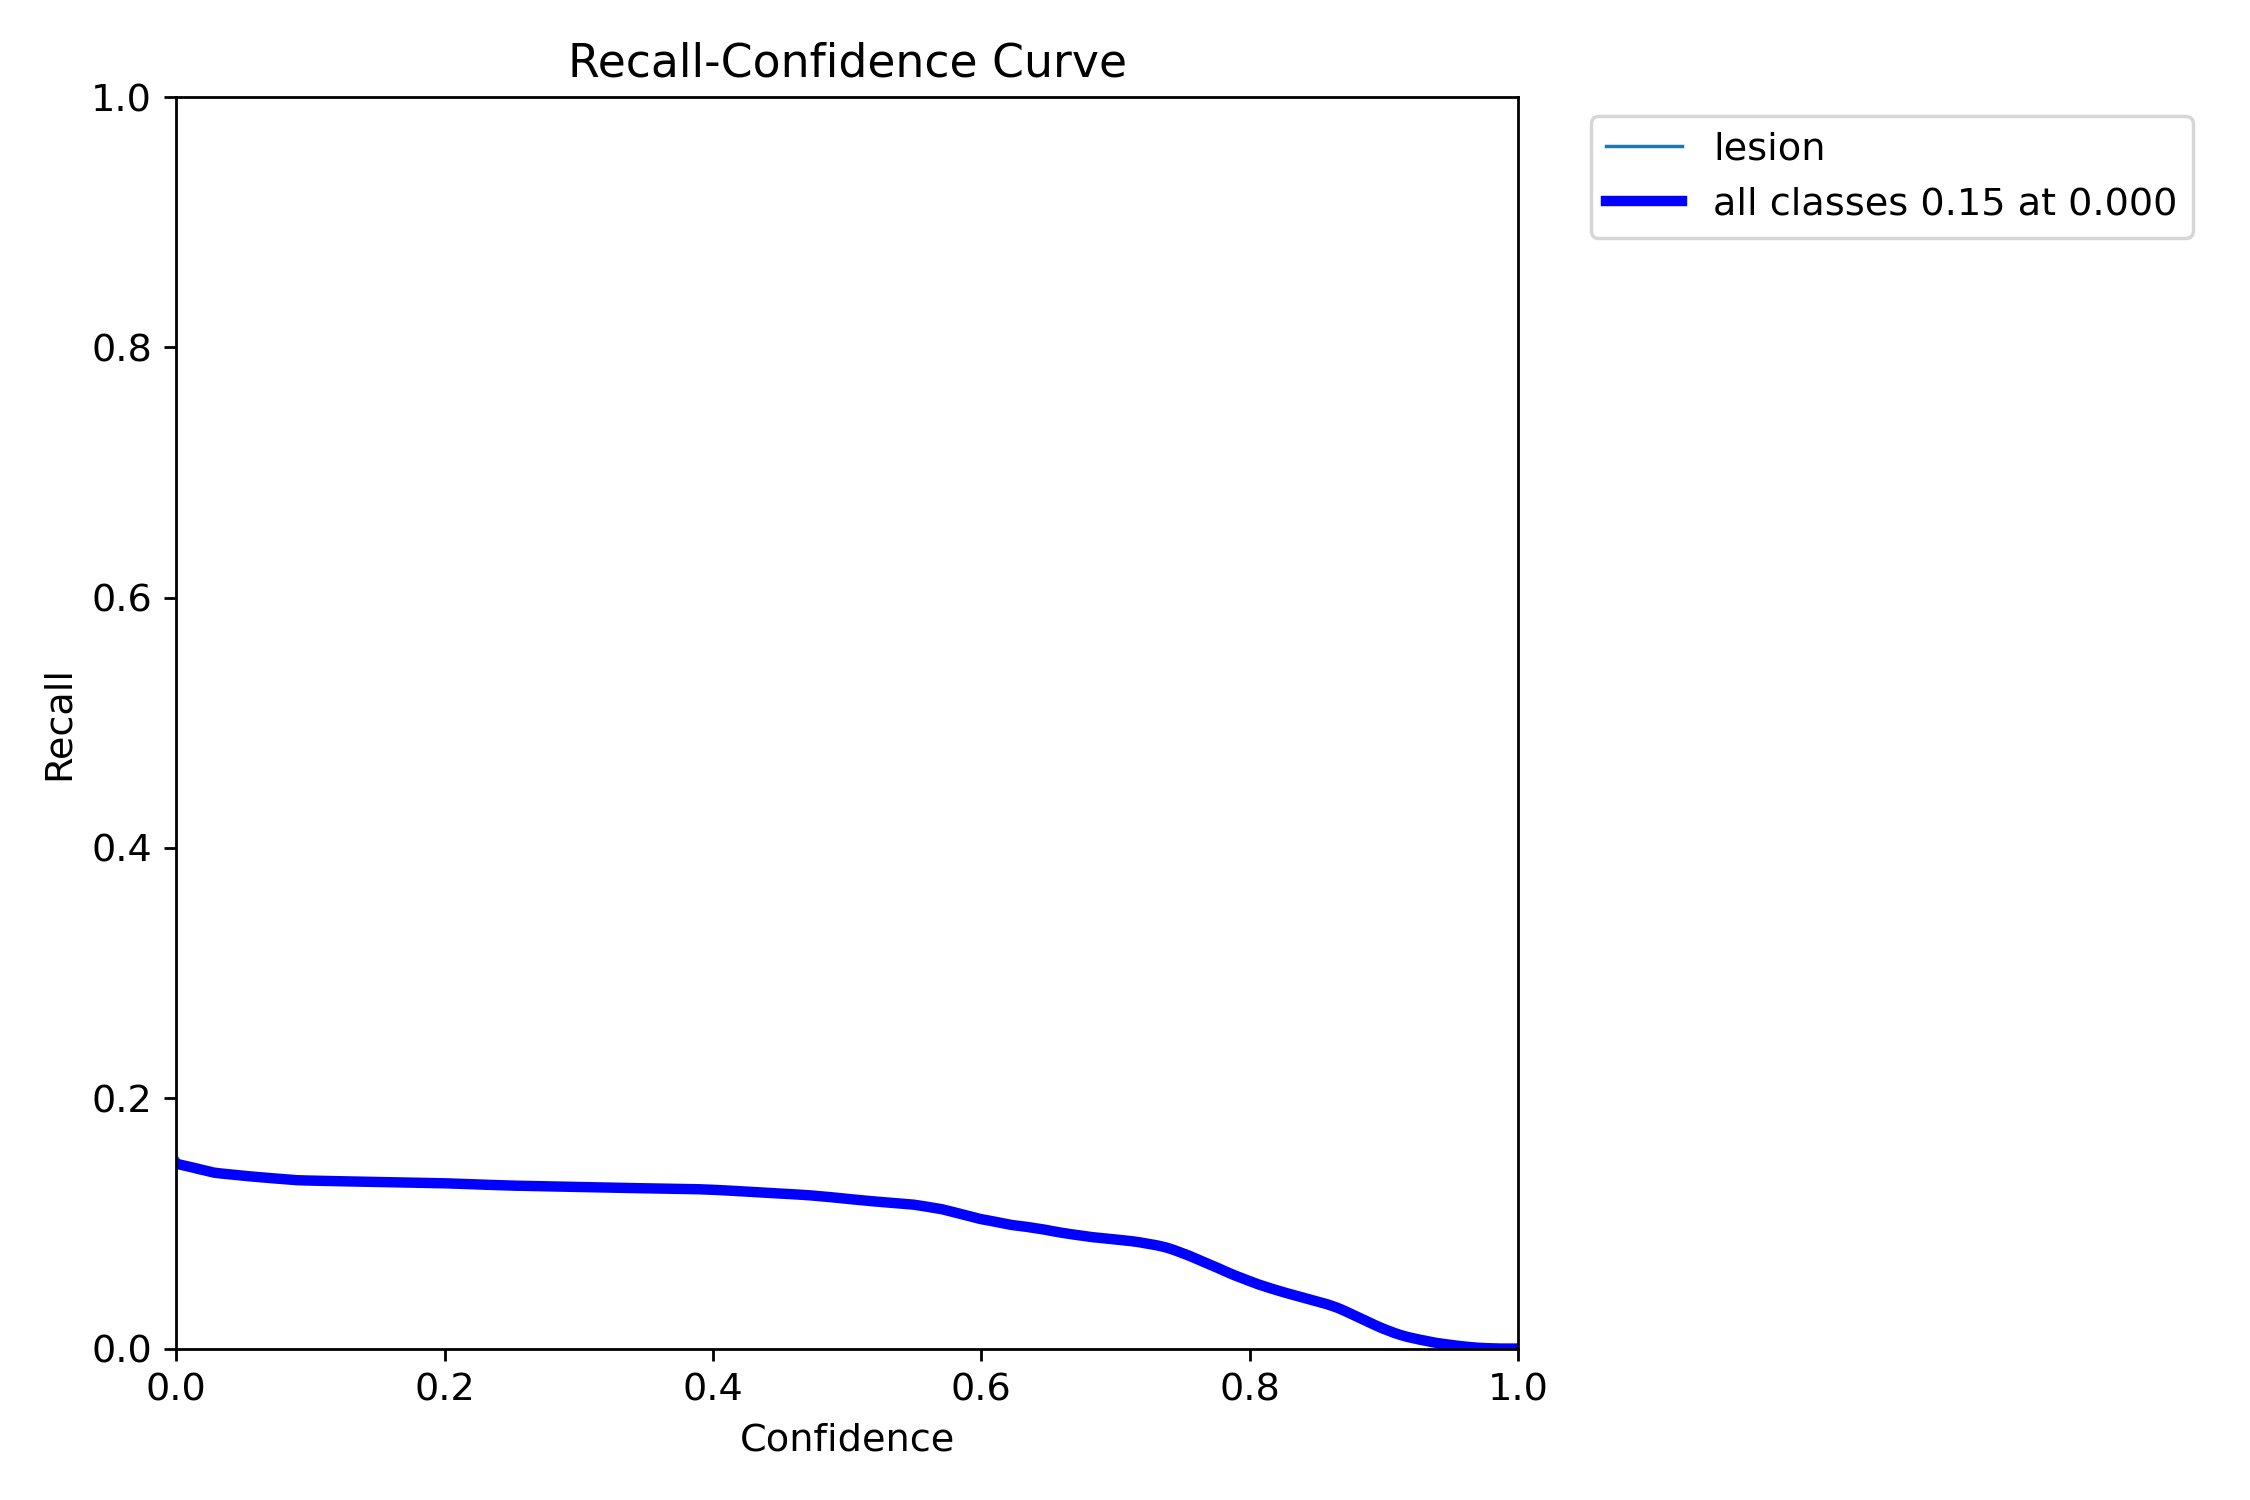 Recall-Confidence Curve
1.0
0.8
0.6
0.4
0.2
0.0
Recall
0.0 0.2 0.4 0.6 0.8 1.0
Confidence
lesion
all classes 0.15 at 0.000